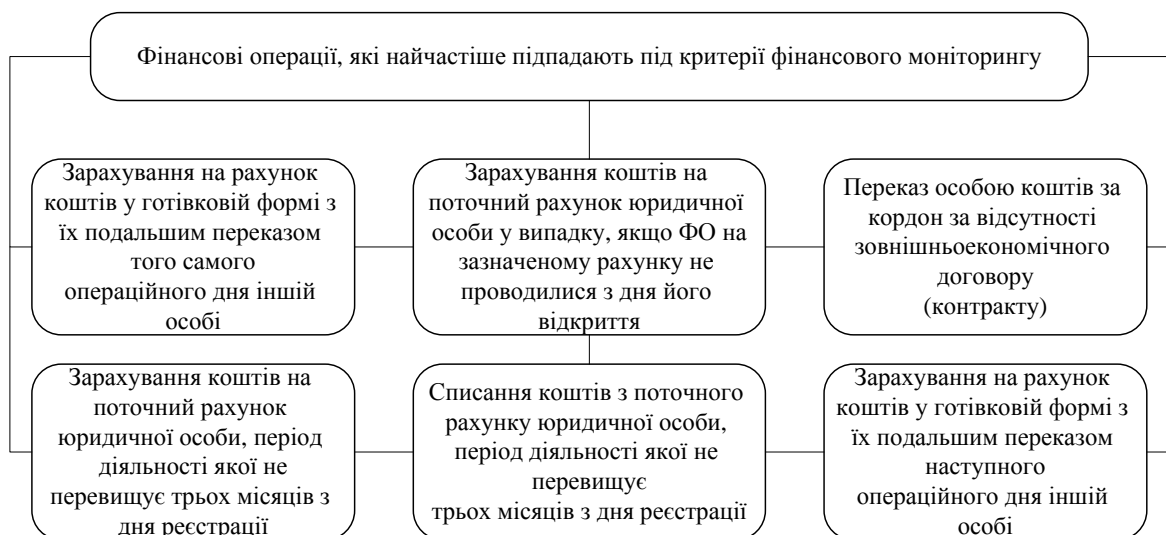 Фінансові операції, які найчастіше підпадають під критерії фінансового моніторингу
Зарахування на рахунок
коштів у готівковій формі з
їх подальшим переказом
того самого
операційного дня іншій
особі
Зарахування коштів на
поточний рахунок юридичної
особи у випадку, якщо ФО на
зазначеному рахунку не
проводилися з дня його
відкриття
Переказ особою коштів за
кордон за відсутності
зовнішньоекономічного
договору
(контракту)
Зарахування коштів на
поточний рахунок
юридичної особи, період
діяльності якої не
перевищує трьох місяців з
дня реєстрації
Списання коштів з поточного
рахунку юридичної особи,
період діяльності якої не
перевищує
трьох місяців з дня реєстрації
Зарахування на рахунок
коштів у готівковій формі з
їх подальшим переказом
наступного
операційного дня іншій
особі